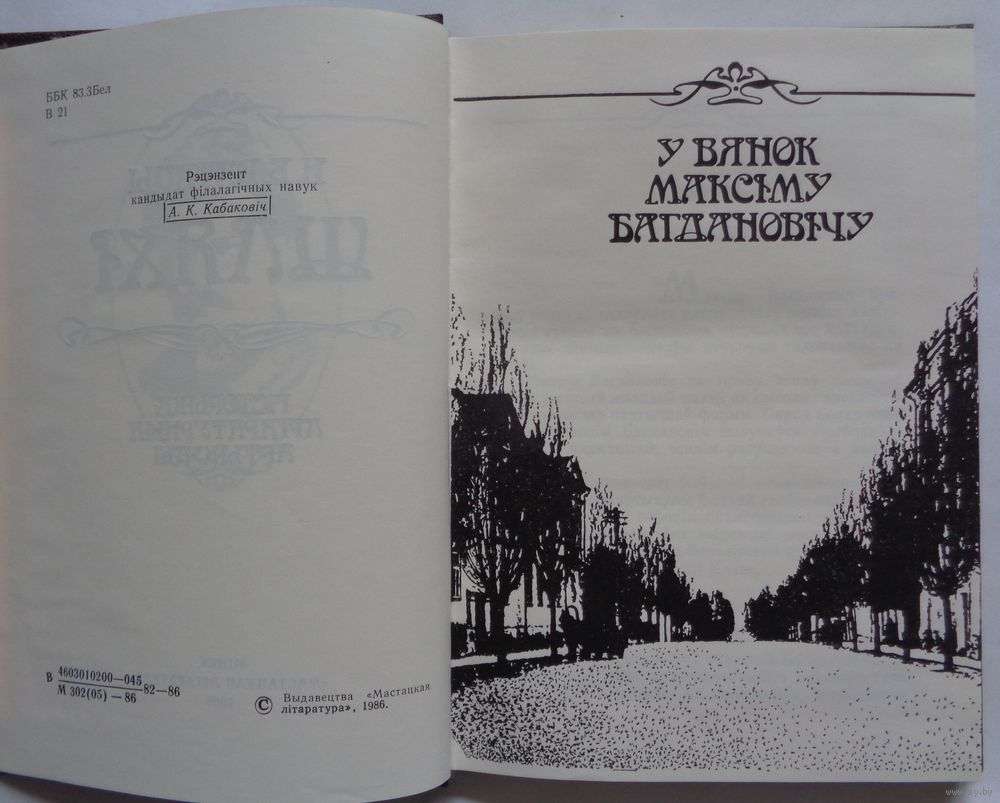 ББК 83.3Бел
В 21
Рэцэнзент
кандыдат філалагічных навук
А. К. Кабаковіч
В 4603010200—045 82—86
М 302(05)—86
© Выдавецтва «Мастацкая
літаратура», 1986.
У ВЯНОК
МАКСІМУ
БАГДАНОВІЧУ